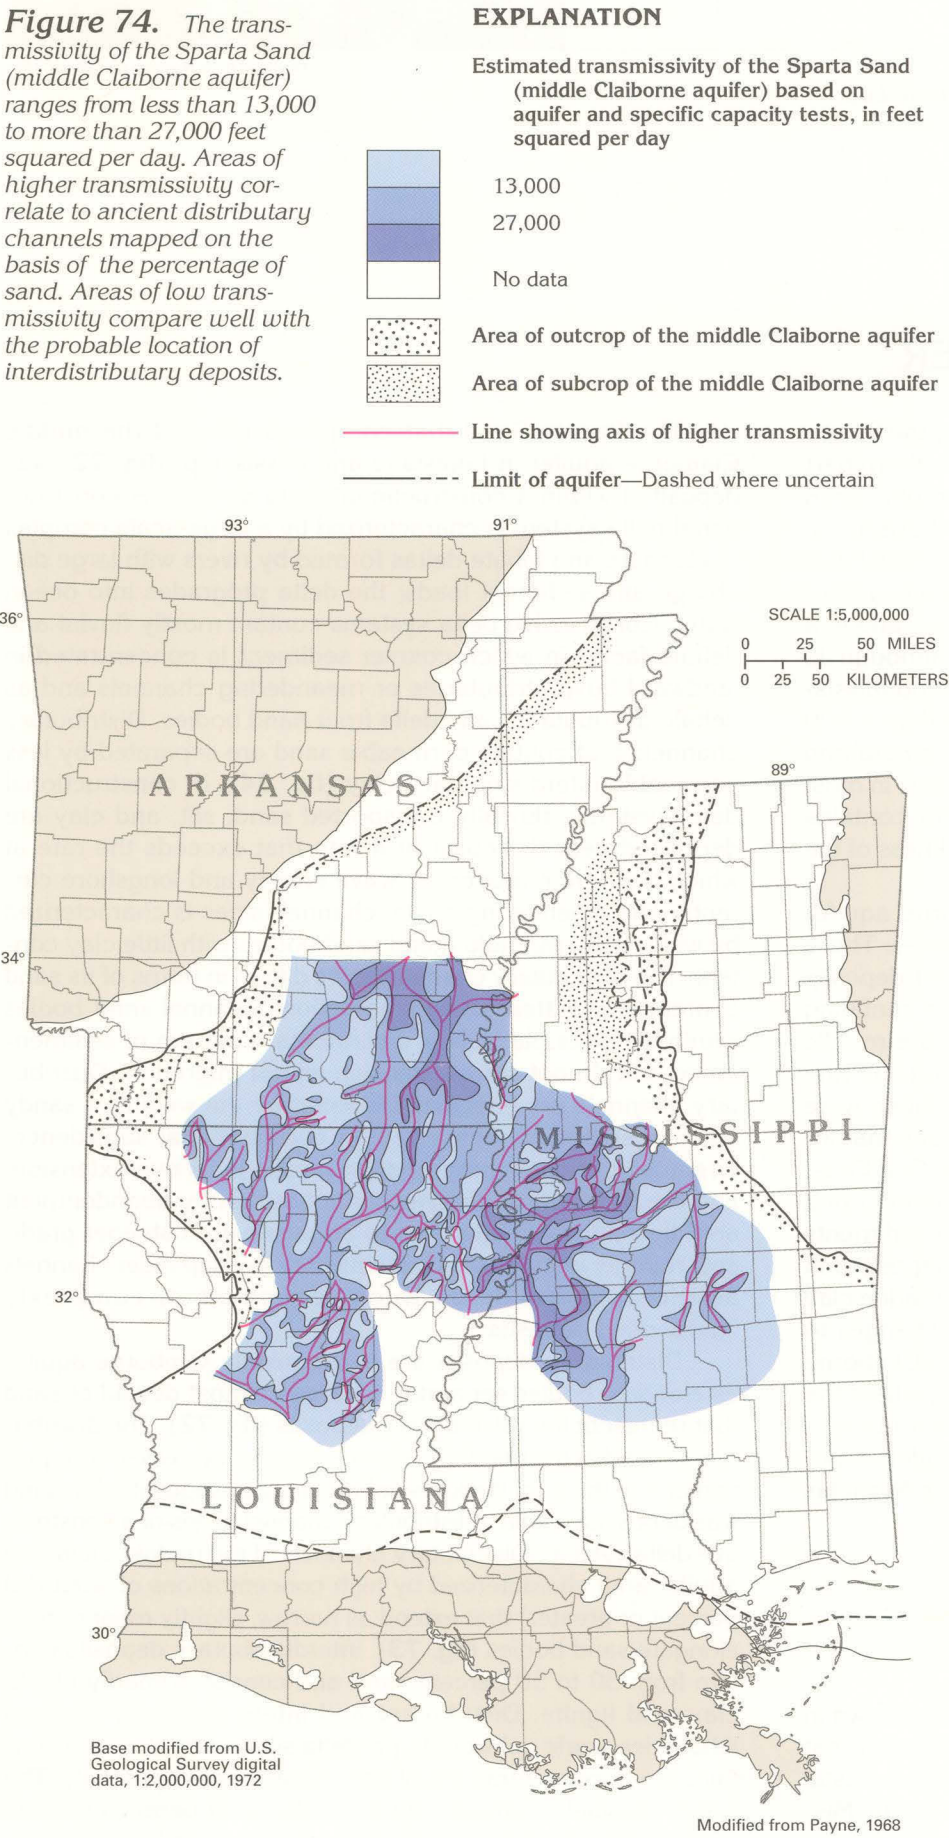 Figure 74. The trans-
missivity of the Sparta Sand
(middle Claiborne aquifer)
ranges from less than 13,000
to more than 27,000 feet
squared per day. Areas of
higher transmissivity cor-
relate to ancient distributary
channels mapped on the
basis of the percentage of
sand. Areas of low trans-
missivity compare well with
the probable location of
interdistributary deposits.
EXPLANATION
Estimated transmissivity of the Sparta Sand
(middle Claiborne aquifer) based on
aquifer and specific capacity tests, in feet
squared per day
13,000
27,000
No data
Area of outcrop of the middle Claiborne aquifer
Area of subcrop of the middle Claiborne aquifer
Line showing axis of higher transmissivity
Limit of aquifer—Dashed where uncertain
93°
91°
36°
SCALE 1:5,000,000
0 25 50 MILES
0 25 50 KILOMETERS
89°
ARKANSAS
34°
MISSISSIPPI
32°
LOUISIANA
30°
Base modified from U.S.
Geological Survey digital
data, 1:2,000,000, 1972
Modified from Payne, 1968